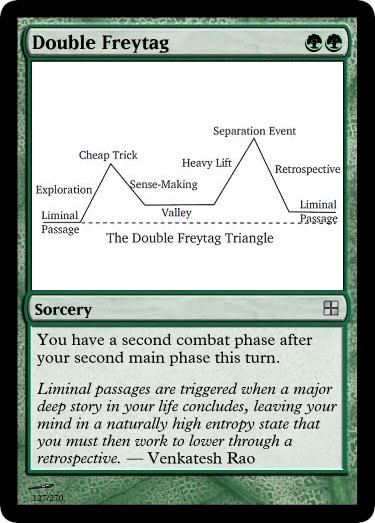 Double Freytag
Separation Event
Cheap Trick
Heavy Lift
Retrospective
Exploration
Sense-Making
Liminal
Passage
Valley
Liminal
Passage
The Double Freytag Triangle
Sorcery
You have a second combat phase after
your second main phase this turn.
Liminal passages are triggered when a major
deep story in your life concludes, leaving your
mind in a naturally high entropy state that
you must then work to lower through a
retrospective. — Venkatesh Rao
127/270